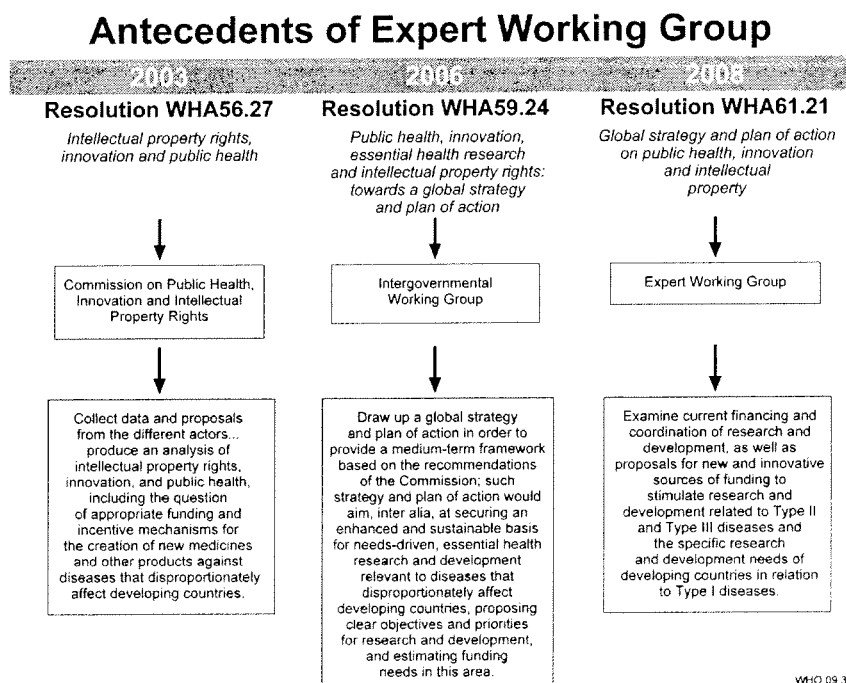 Antecedents of Expert Working Group
2003
2006
2008
Resolution WHA56.27
Intellectual property rights,
innovation and public health
Commission on Public Health,
Innovation and Intellectual
Property Rights
Collect data and proposals
from the different actors...
produce an analysis of
intellectual property rights,
innovation, and public health,
including the question
of appropriate funding and
incentive mechanisms for
the creation of new medicines
and other products against
diseases that disproportionately
affect developing countries.
Resolution WHA59.24
Public health, innovation,
essential health research
and intellectual property rights:
towards a global strategy
and plan of action
Intergovernmental
Working Group
Draw up a global strategy
and plan of action in order to
provide a medium-term framework
based on the recommendations
of the Commission; such
strategy and plan of action would
aim, inter alia, at securing an
enhanced and sustainable basis
for needs-driven, essential health
research and development
relevant to diseases that
disproportionately affect
developing countries, proposing
clear objectives and priorities
for research and development,
and estimating funding
needs in this area.
Resolution WHA61.21
Global strategy and plan of action
on public health, innovation
and intellectual
property
Expert Working Group
Examine current financing and
coordination of research and
development, as well as
proposals for new and innovative
sources of funding to
stimulate research and
development related to Type II
and Type III diseases and
the specific research
and development needs of
developing countries in relation
to Type I diseases.
WHO 09.3